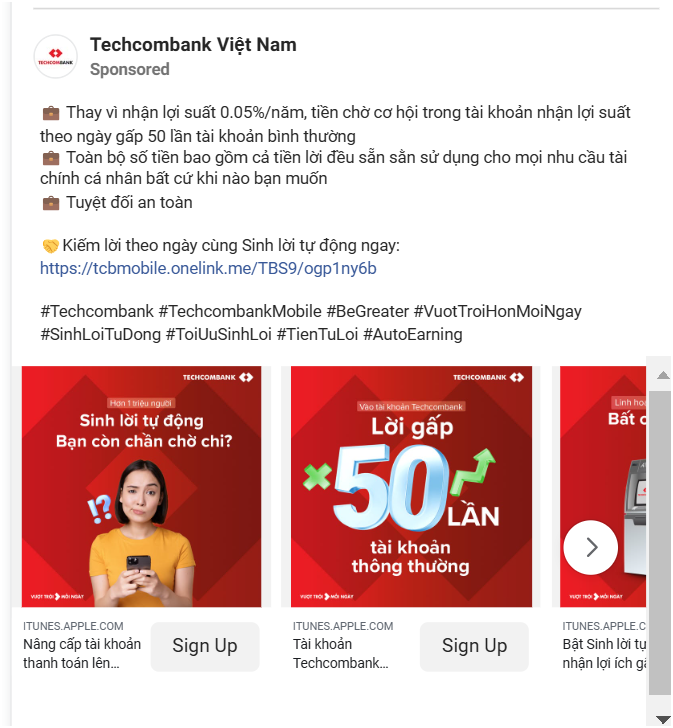 Techcombank Việt Nam
TECHCOMBANK
Sponsored
💼 Thay vì nhận lợi suất 0.05%/năm, tiền chờ cơ hội trong tài khoản nhận lợi suất
theo ngày gấp 50 lần tài khoản bình thường
💼 Toàn bộ số tiền bao gồm cả tiền lời đều sẵn sằn sử dụng cho mọi nhu cầu tài
chính cá nhân bất cứ khi nào bạn muốn
💼 Tuyệt đối an toàn
🤝Kiếm lời theo ngày cùng Sinh lời tự động ngay:
https://tcbmobile.onelink.me/TBS9/ogp1ny6b
#Techcombank #TechcombankMobile #BeGreater #VuotTroiHonMoiNgay
#SinhLoiTuDong #ToiUuSinhLoi #TienTuLoi #AutoEarning
TECHCOMBANK
Hơn 1 triệu người
Sinh lời tự động
Bạn còn chần chờ chi?
!?
VƯỢT TRỘI MỖI NGÀY
ITUNES.APPLE.COM
Nâng cấp tài khoản
thanh toán lên...
Sign Up
TECHCOMBANK
Vào tài khoản Techcombank
Lời gấp
x50 LẦN
tài khoản
thông thường
VƯỢT TRỘI MỖI NGÀY
ITUNES.APPLE.COM
Tài khoản
Techcombank...
Sign Up
Linh ho
Bất c
VƯỢT TRỘI MỖI NGÀY
ITUNES.APPLE.C
Bật Sinh lời tự
nhận lợi ích gấ